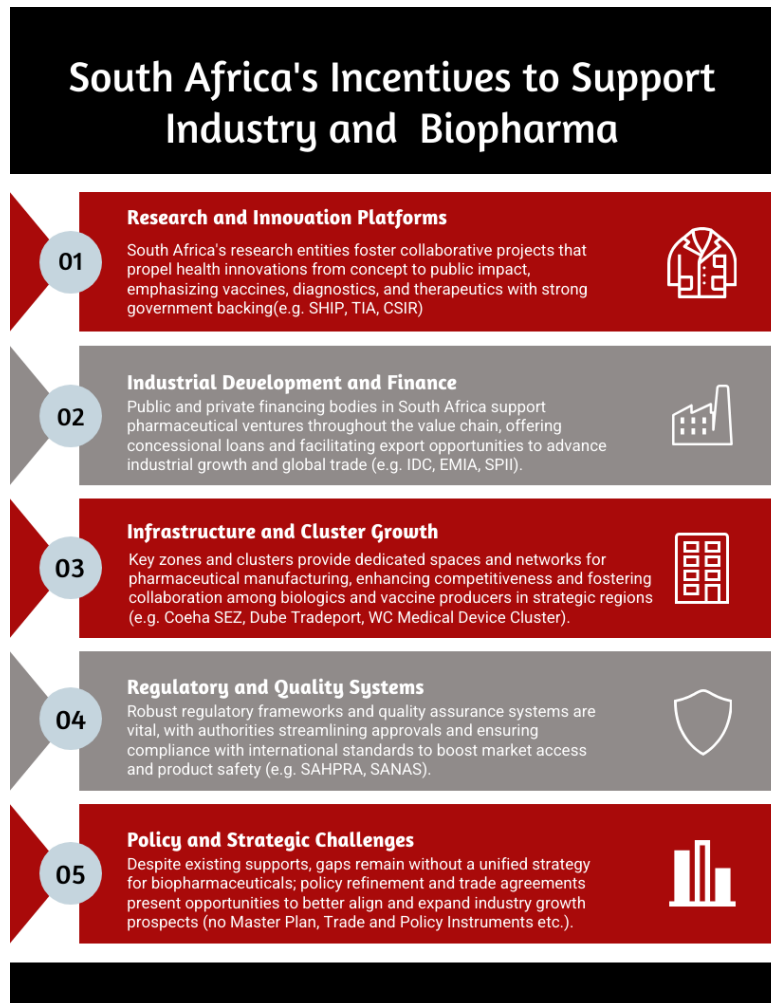 South Africa's Incentives to Support
Industry and Biopharma
01
Research and Innovation Platforms
South Africa's research entities foster collaborative projects that
propel health innovations from concept to public impact,
emphasizing vaccines, diagnostics, and therapeutics with strong
government backing(e.g. SHIP, TIA, CSIR)
02
Industrial Development and Finance
Public and private financing bodies in South Africa support
pharmaceutical ventures throughout the value chain, offering
concessional loans and facilitating export opportunities to advance
industrial growth and global trade (e.g. IDC, EMIA, SPII).
03
Infrastructure and Cluster Growth
Key zones and clusters provide dedicated spaces and networks for
pharmaceutical manufacturing, enhancing competitiveness and fostering
collaboration among biologics and vaccine producers in strategic regions
(e.g. Coeha SEZ, Dube Tradeport, WC Medical Device Cluster).
04
Regulatory and Quality Systems
Robust regulatory frameworks and quality assurance systems are
vital, with authorities streamlining approvals and ensuring
compliance with international standards to boost market access
and product safety (e.g. SAHPRA, SANAS).
05
Policy and Strategic Challenges
Despite existing supports, gaps remain without a unified strategy
for biopharmaceuticals; policy refinement and trade agreements
present opportunities to better align and expand industry growth
prospects (no Master Plan, Trade and Policy Instruments etc.).